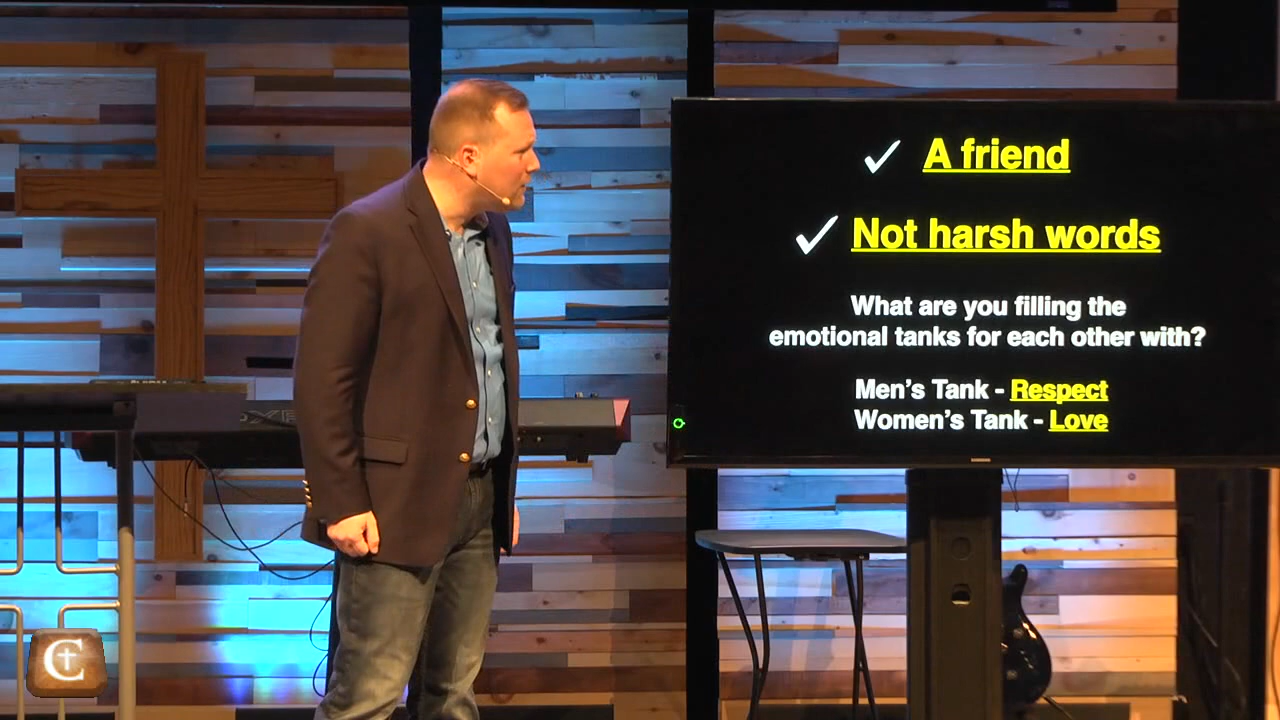 ✓ A friend
✓ Not harsh words
What are you filling the
emotional tanks for each other with?
Men's Tank - Respect
Women's Tank - Love
C